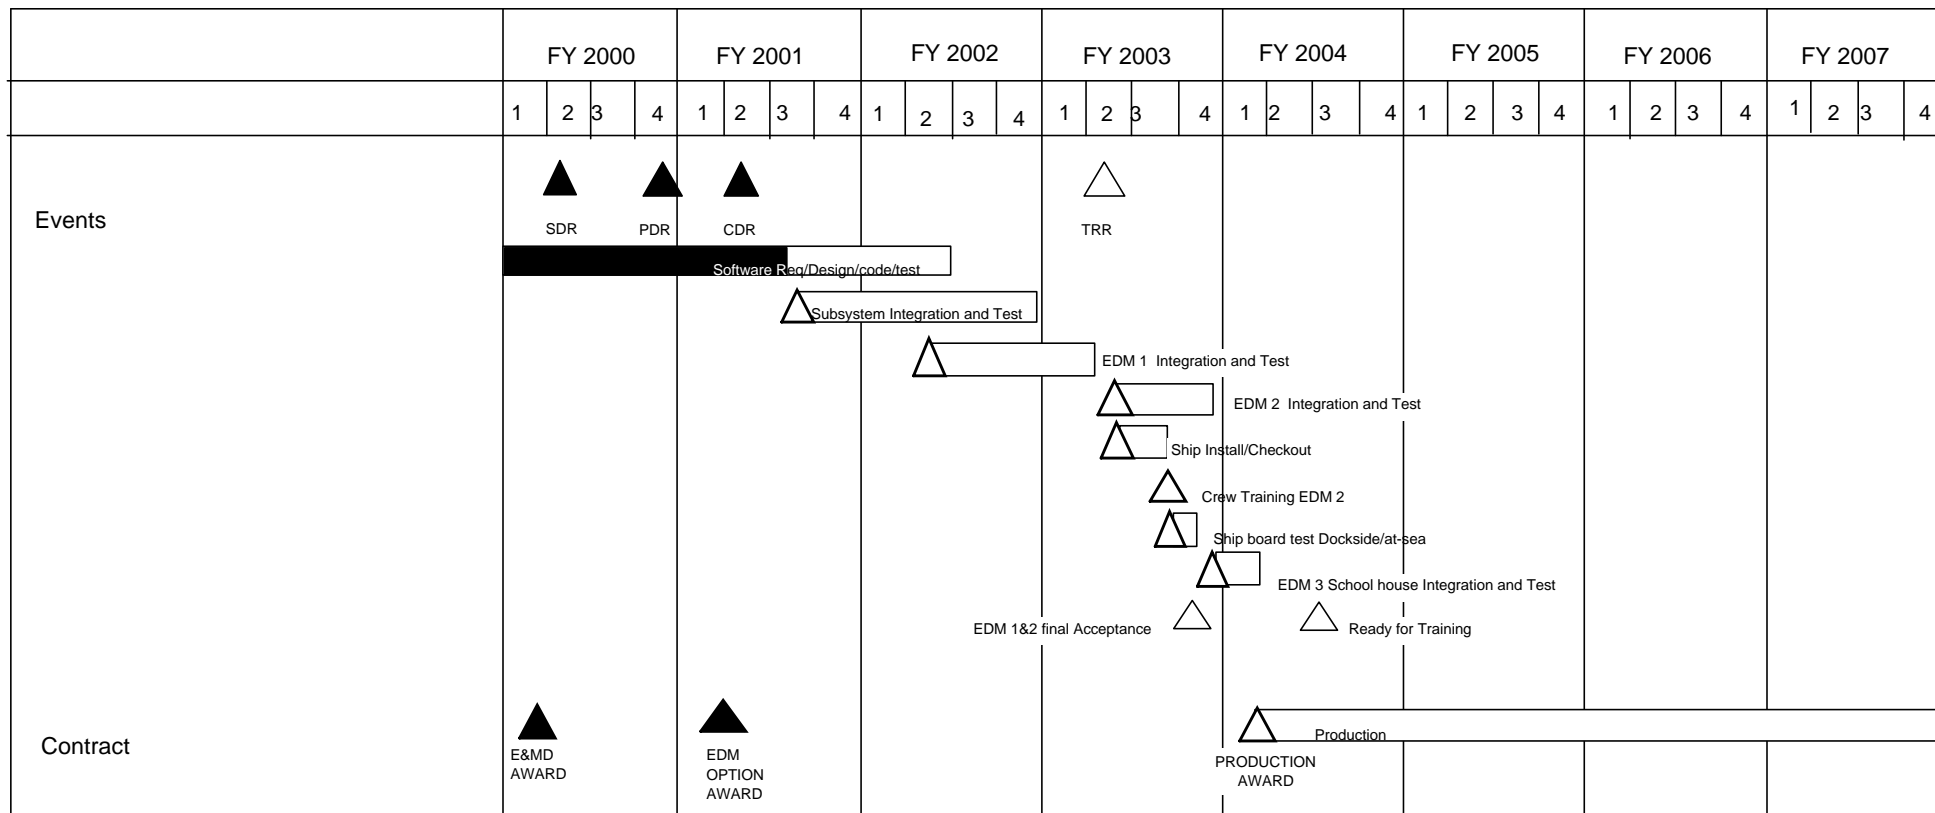 FY 2000 FY 2001 FY 2002 FY 2003 FY 2004 FY 2005 FY 2006 FY 2007
1 2 3 4 1 2 3 4 1 2 3 4 1 2 3 4 1 2 3 4 1 2 3 4 1 2 3 4 1 2 3 4
Events
SDR PDR CDR TRR
Software Req/Design/code/test
Subsystem Integration and Test
EDM 1 Integration and Test
EDM 2 Integration and Test
Ship Install/Checkout
Crew Training EDM 2
Ship board test Dockside/at-sea
EDM 3 School house Integration and Test
EDM 1&2 final Acceptance
Ready for Training
Contract
E&MD
AWARD
EDM
OPTION
AWARD
Production
PRODUCTION
AWARD